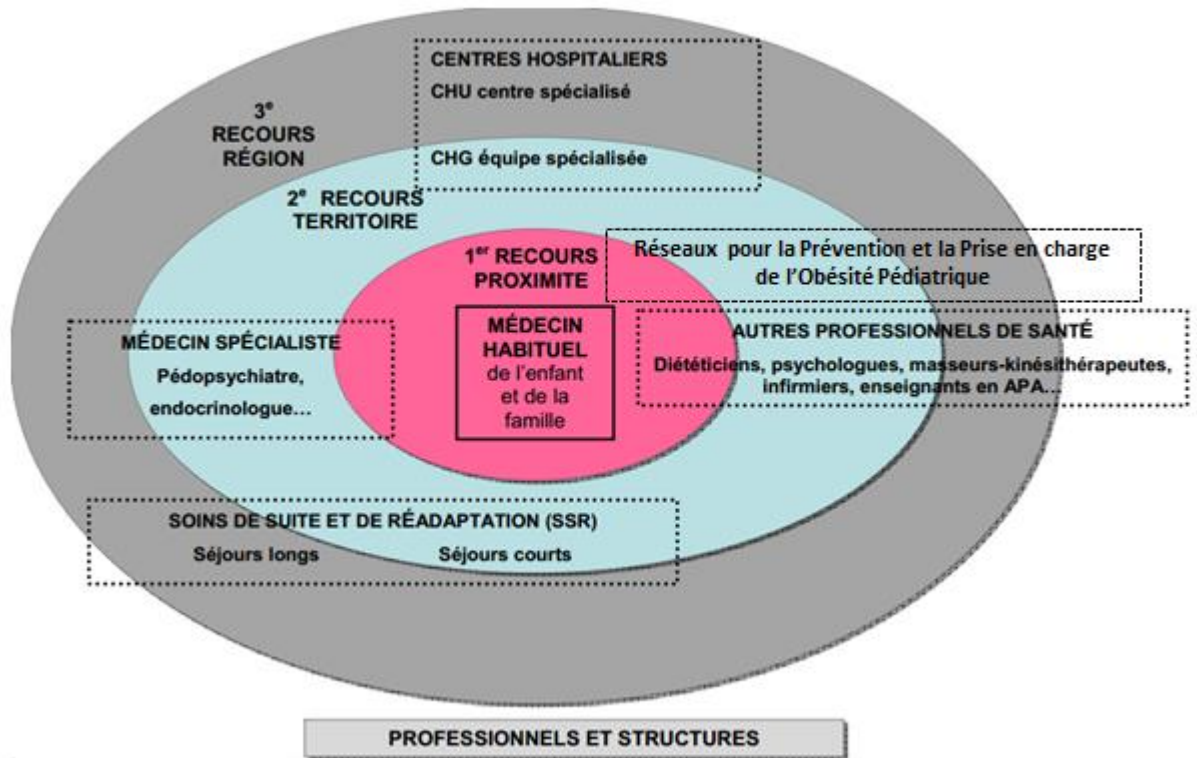 CENTRES HOSPITALIERS
CHU centre spécialisé
3e
RECOURS
RÉGION
CHG équipe spécialisée
2e RECOURS
TERRITOIRE
1er RECOURS
PROXIMITE
Réseaux pour la Prévention et la Prise en charge
de l'Obésité Pédiatrique
MÉDECIN SPÉCIALISTE
Pédopsychiatre,
endocrinologue…
MÉDECIN
HABITUEL
de l'enfant
et de la
famille
AUTRES PROFESSIONNELS DE SANTÉ
Diététiciens, psychologues, masseurs-kinésithérapeutes,
infirmiers, enseignants en APA…
SOINS DE SUITE ET DE RÉADAPTATION (SSR)
Séjours longs Séjours courts
PROFESSIONNELS ET STRUCTURES